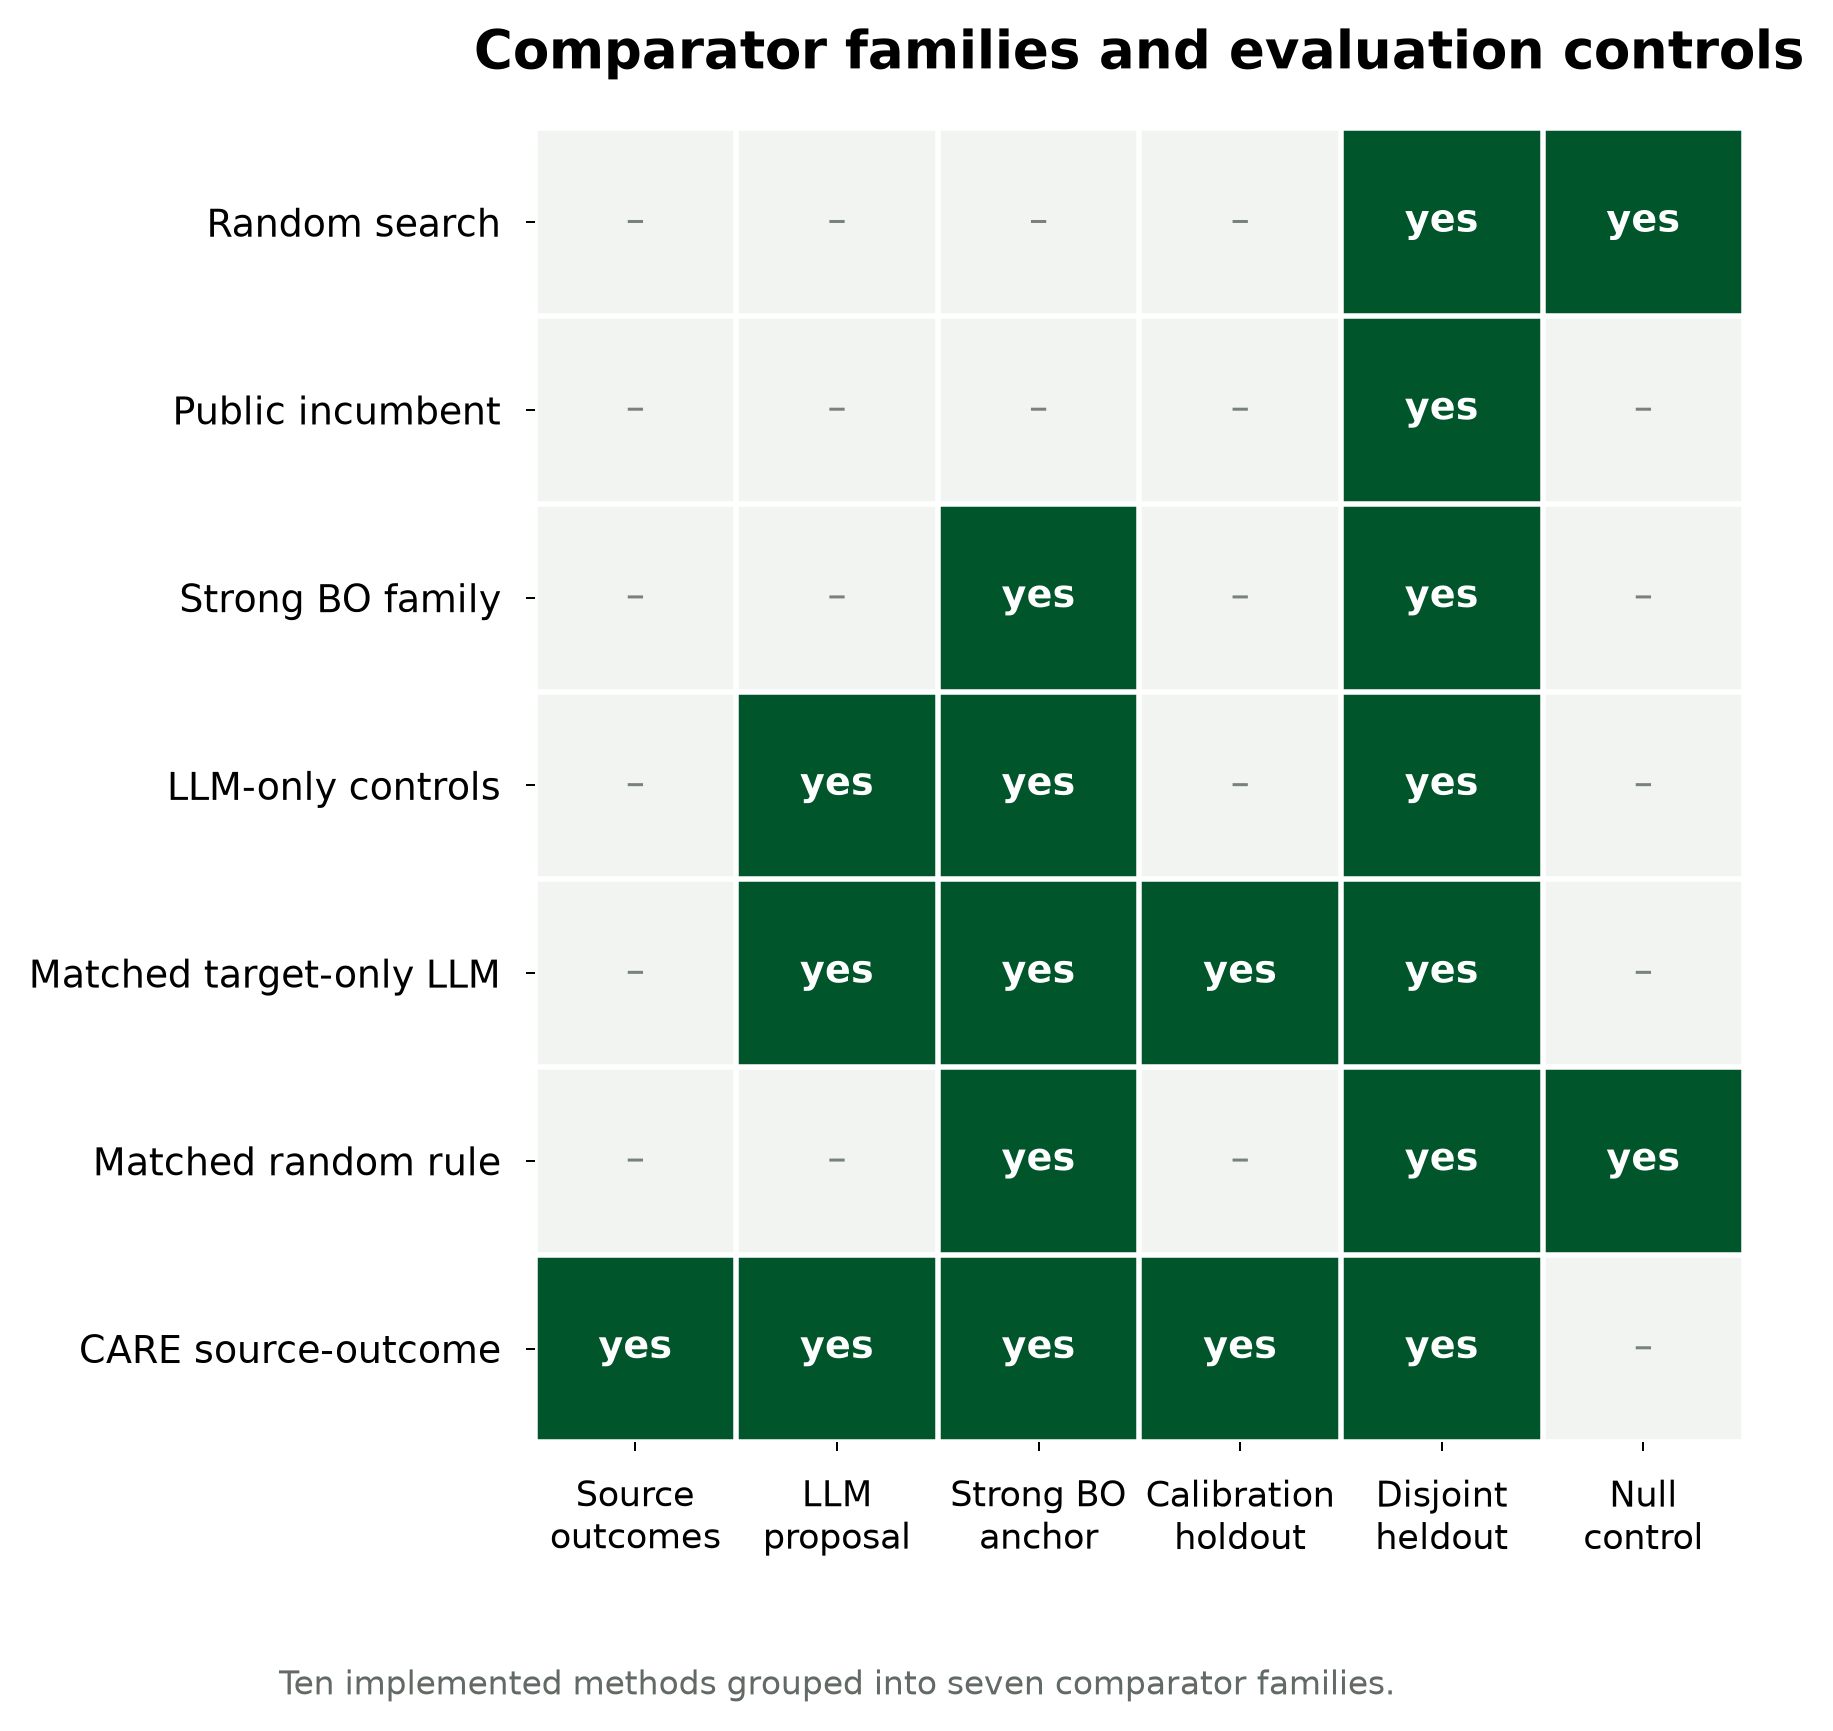 Comparator families and evaluation controls
Random search – – – – yes yes
Public incumbent – – – – yes –
Strong BO family – – yes – yes –
LLM-only controls – yes yes – yes –
Matched target-only LLM – yes yes yes yes –
Matched random rule – – yes – yes yes
CARE source-outcome yes yes yes yes yes –
Source LLM Strong BO Calibration Disjoint Null
outcomes proposal anchor holdout heldout control
Ten implemented methods grouped into seven comparator families.